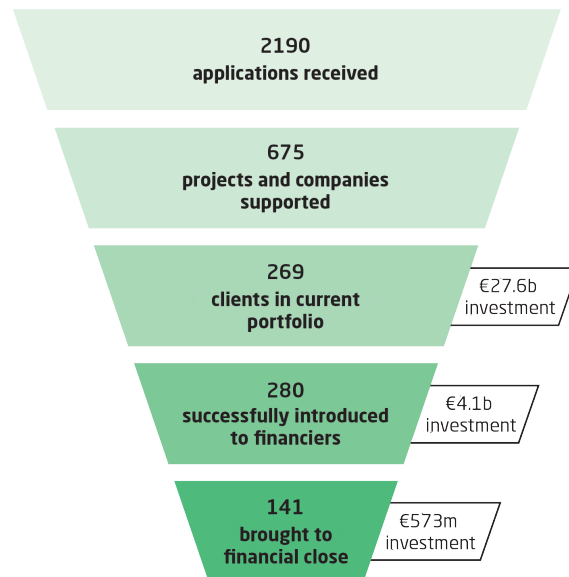 2190
applications received
675
projects and companies
supported
269
clients in current
portfolio
€27.6b
investment
280
successfully introduced
to financiers
€4.1b
investment
141
brought to
financial close
€573m
investment